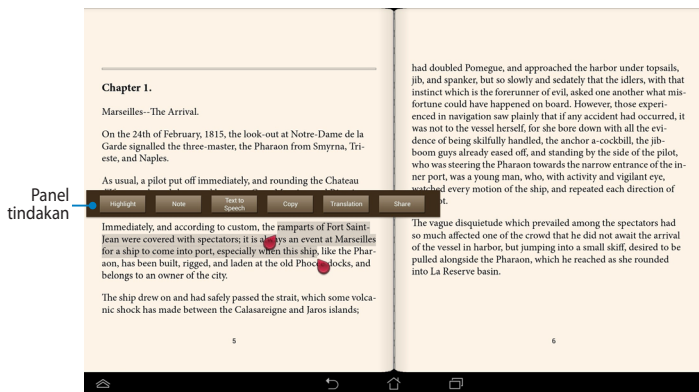 Chapter 1.
Marseilles--The Arrival.
On the 24th of February, 1815, the look-out at Notre-Dame de la
Garde signalled the three-master, the Pharaon from Smyrna, Tri-
este, and Naples.
As usual, a pilot put off immediately, and rounding the Chateau
Panel
tindakan
Highlight
Note
Text to
Speech
Copy
Translation
Share
Immediately, and according to custom, the ramparts of Fort Saint-
Jean were covered with spectators; it is always an event at Marseilles
for a ship to come into port, especially when this ship, like the Phar-
aon, has been built, rigged, and laden at the old Phocee docks, and
belongs to an owner of the city.
The ship drew on and had safely passed the strait, which some volca-
nic shock has made between the Calasareigne and Jaros islands;
5
had doubled Pomegue, and approached the harbor under topsails,
jib, and spanker, but so slowly and sedately that the idlers, with that
instinct which is the forerunner of evil, asked one another what mis-
fortune could have happened on board. However, those experi-
enced in navigation saw plainly that if any accident had occurred, it
was not to the vessel herself, for she bore down with all the evi-
dence of being skilfully handled, the anchor a-cockbill, the jib-
boom guys already eased off, and standing by the side of the pilot,
who was steering the Pharaon towards the narrow entrance of the in-
ner port, was a young man, who, with activity and vigilant eye,
watched every motion of the ship, and repeated each direction of
The vague disquietude which prevailed among the spectators had
so much affected one of the crowd that he did not await the arrival
of the vessel in harbor, but jumping into a small skiff, desired to be
pulled alongside the Pharaon, which he reached as she rounded
into La Reserve basin.
6